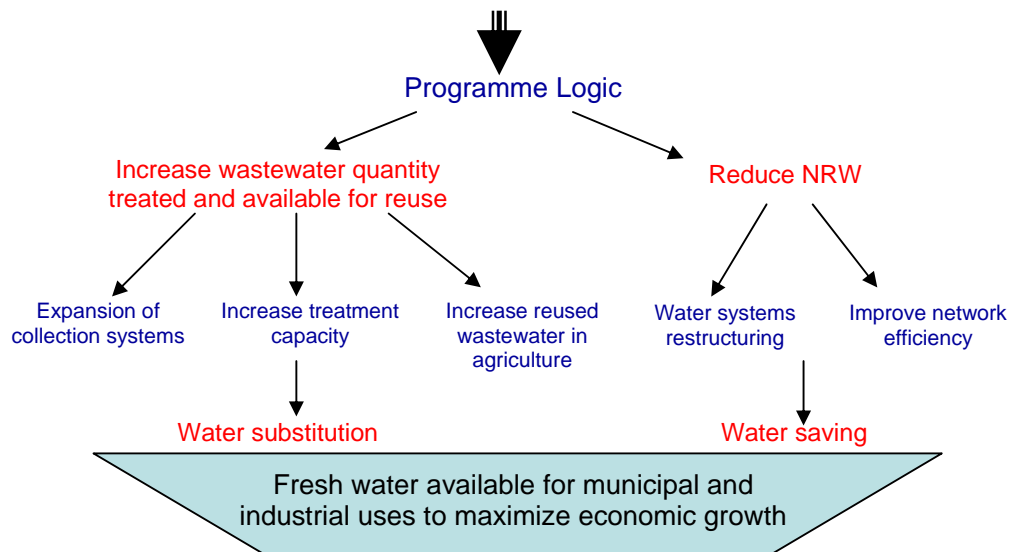 Programme Logic
Increase wastewater quantity
treated and available for reuse
Reduce NRW
Expansion of
collection systems
Increase treatment
capacity
Increase reused
wastewater in
agriculture
Water systems
restructuring
Improve network
efficiency
Water substitution
Water saving
Fresh water available for municipal and
industrial uses to maximize economic growth